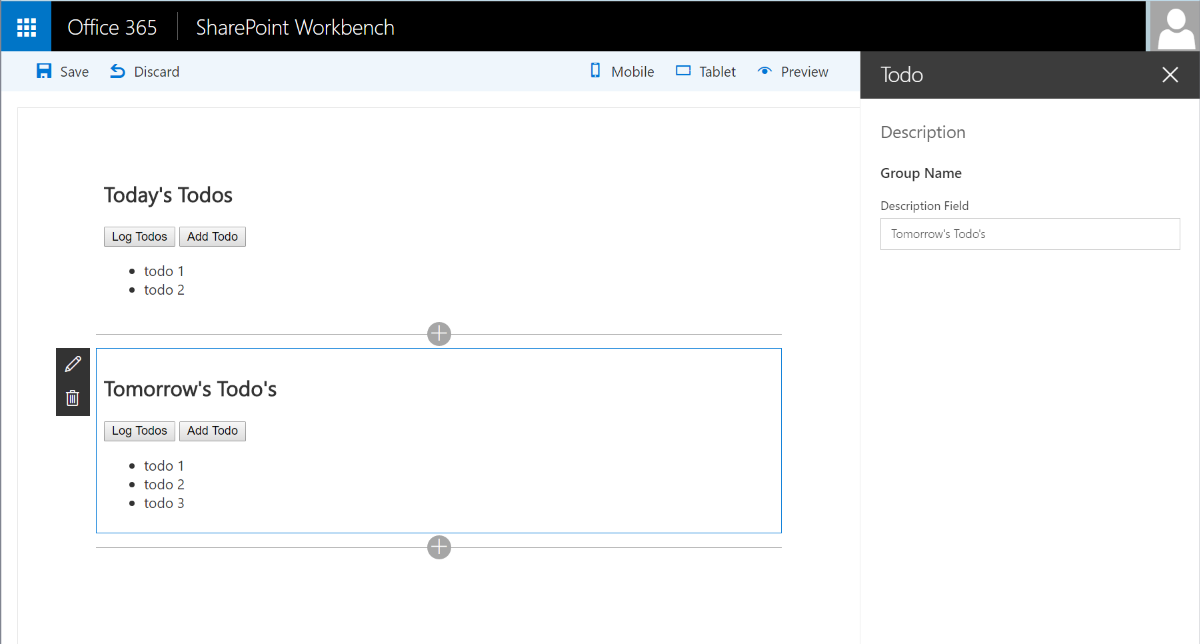 Office 365 SharePoint Workbench
Save Discard Mobile Tablet Preview
Today's Todos
Log Todos Add Todo
todo 1
todo 2
Tomorrow's Todo's
Log Todos Add Todo
todo 1
todo 2
todo 3
Todo
Description
Group Name
Description Field
Tomorrow's Todo's